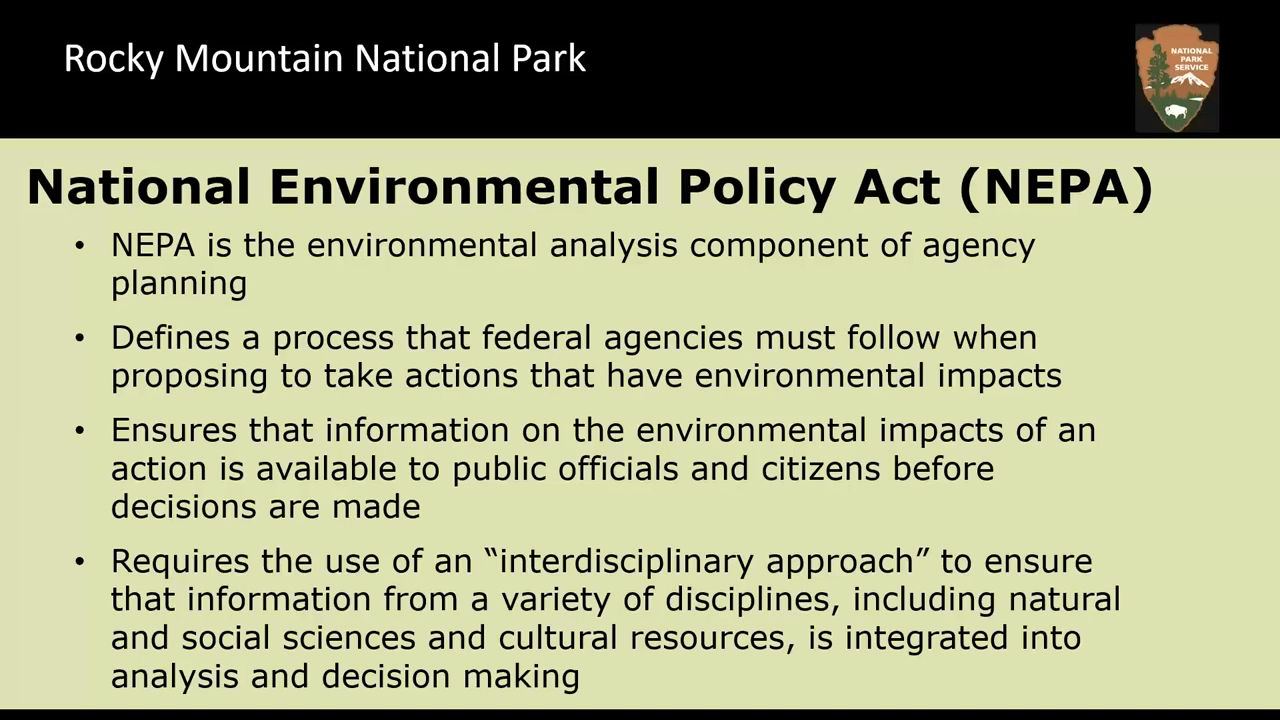 Rocky Mountain National Park
NATIONAL
PARK
SERVICE
National Environmental Policy Act (NEPA)
• NEPA is the environmental analysis component of agency
planning
• Defines a process that federal agencies must follow when
proposing to take actions that have environmental impacts
• Ensures that information on the environmental impacts of an
action is available to public officials and citizens before
decisions are made
• Requires the use of an “interdisciplinary approach” to ensure
that information from a variety of disciplines, including natural
and social sciences and cultural resources, is integrated into
analysis and decision making